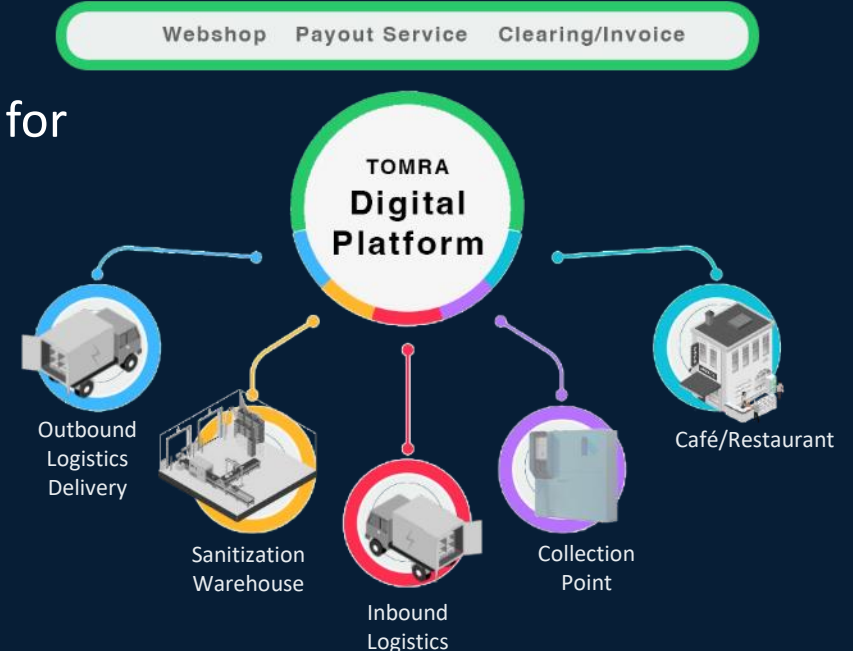 Webshop Payout Service Clearing/Invoice
for
TOMRA
Digital
Platform
Outbound
Logistics
Delivery
Café/Restaurant
Sanitization
Warehouse
Collection
Point
Inbound
Logistics